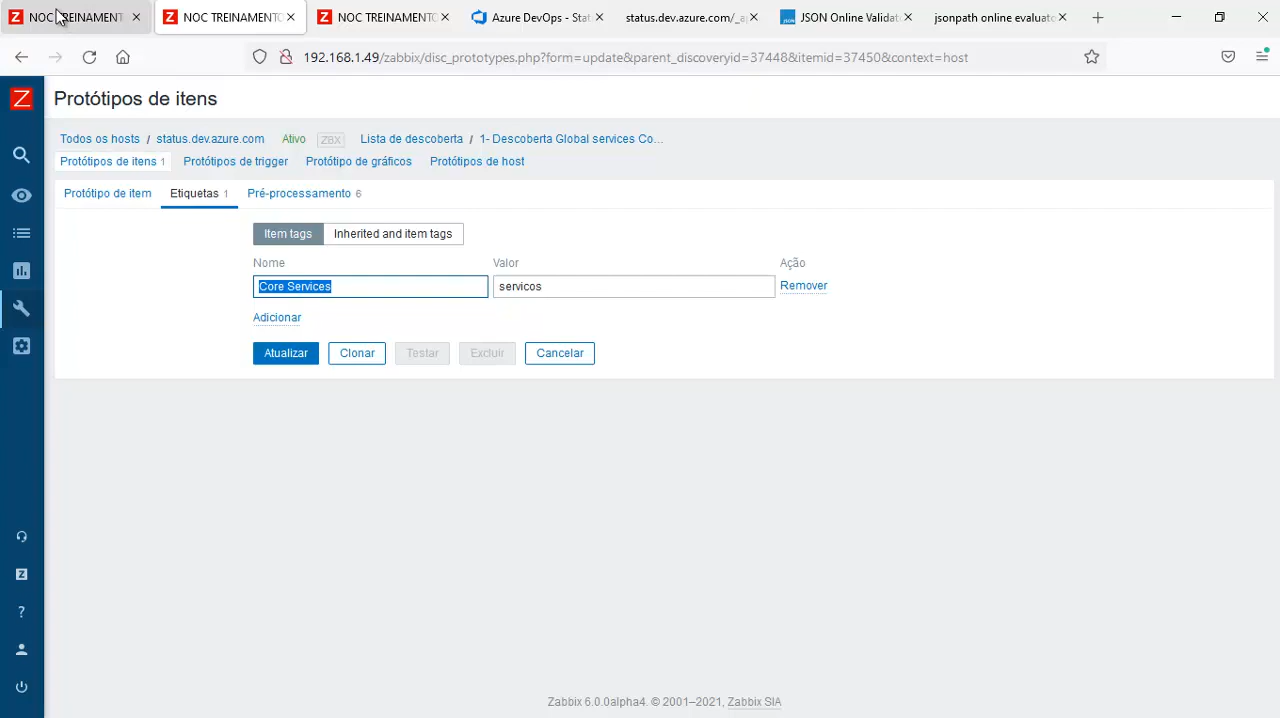 NOC TREINAMENT
NOC TREINAMENTO
NOC TREINAMENTO
Azure DevOps - Stat
status.dev.azure.com/_ap
JSON Online Validat
jsonpath online evaluato
192.168.1.49/zabbix/disc_prototypes.php?form=update&parent_discoveryid=37448&itemid=37450&context=host
Protótipos de itens
Todos os hosts / status.dev.azure.com Ativo ZBX Lista de descoberta / 1- Descoberta Global services Co...
Protótipos de itens 1 Protótipos de trigger Protótipo de gráficos Protótipos de host
Protótipo de item Etiquetas 1 Pré-processamento 6
Item tags Inherited and item tags
Nome Valor Ação
Core Services servicos Remover
Adicionar
Atualizar Clonar Testar Excluir Cancelar
Zabbix 6.0.0alpha4. © 2001–2021, Zabbix SIA